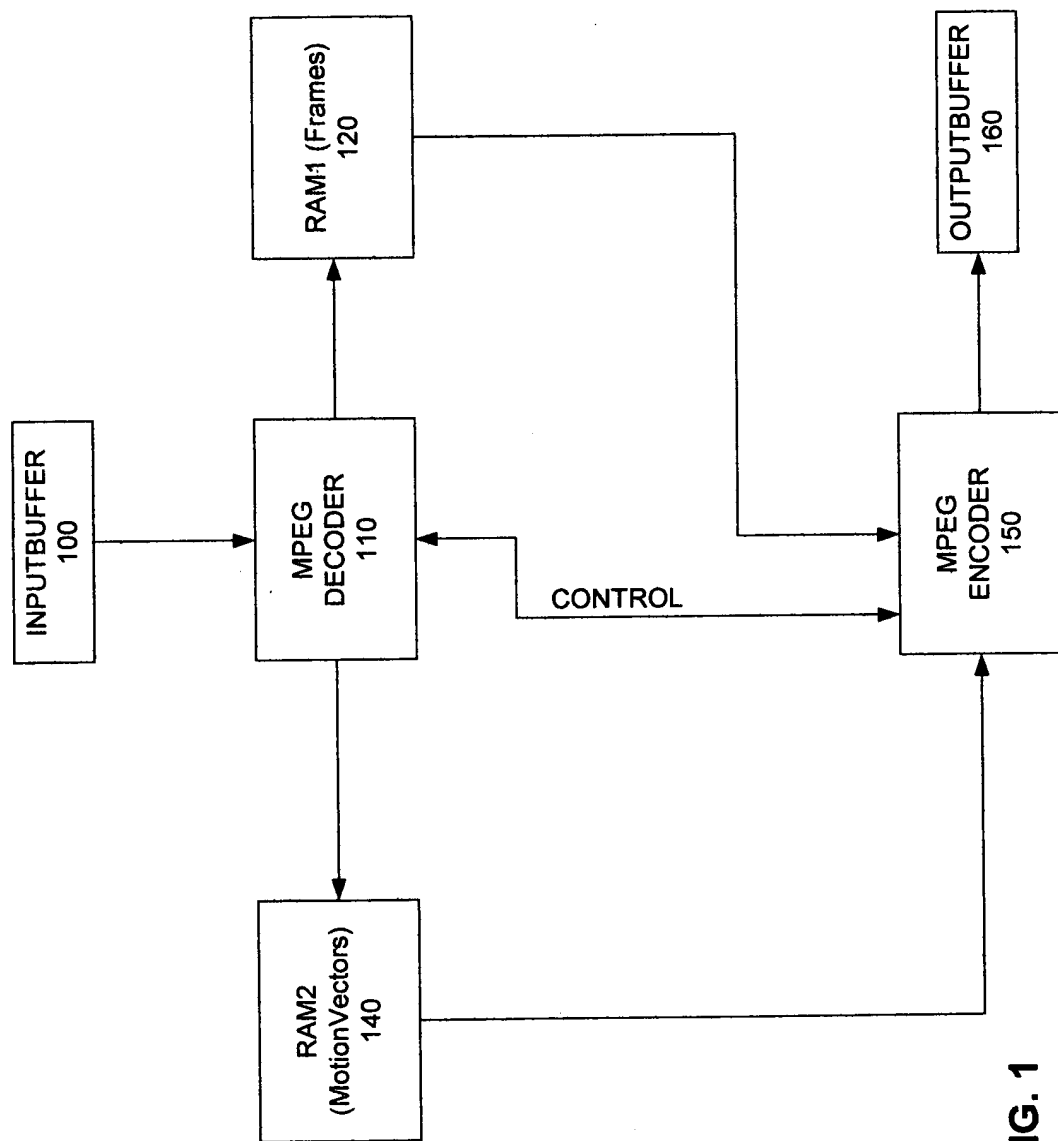 INPUTBUFFER
100
RAM2
(MotionVectors)
140
MPEG
DECODER
110
RAM1 (Frames)
120
CONTROL
MPEG
ENCODER
150
OUTPUTBUFFER
160
IG. 1